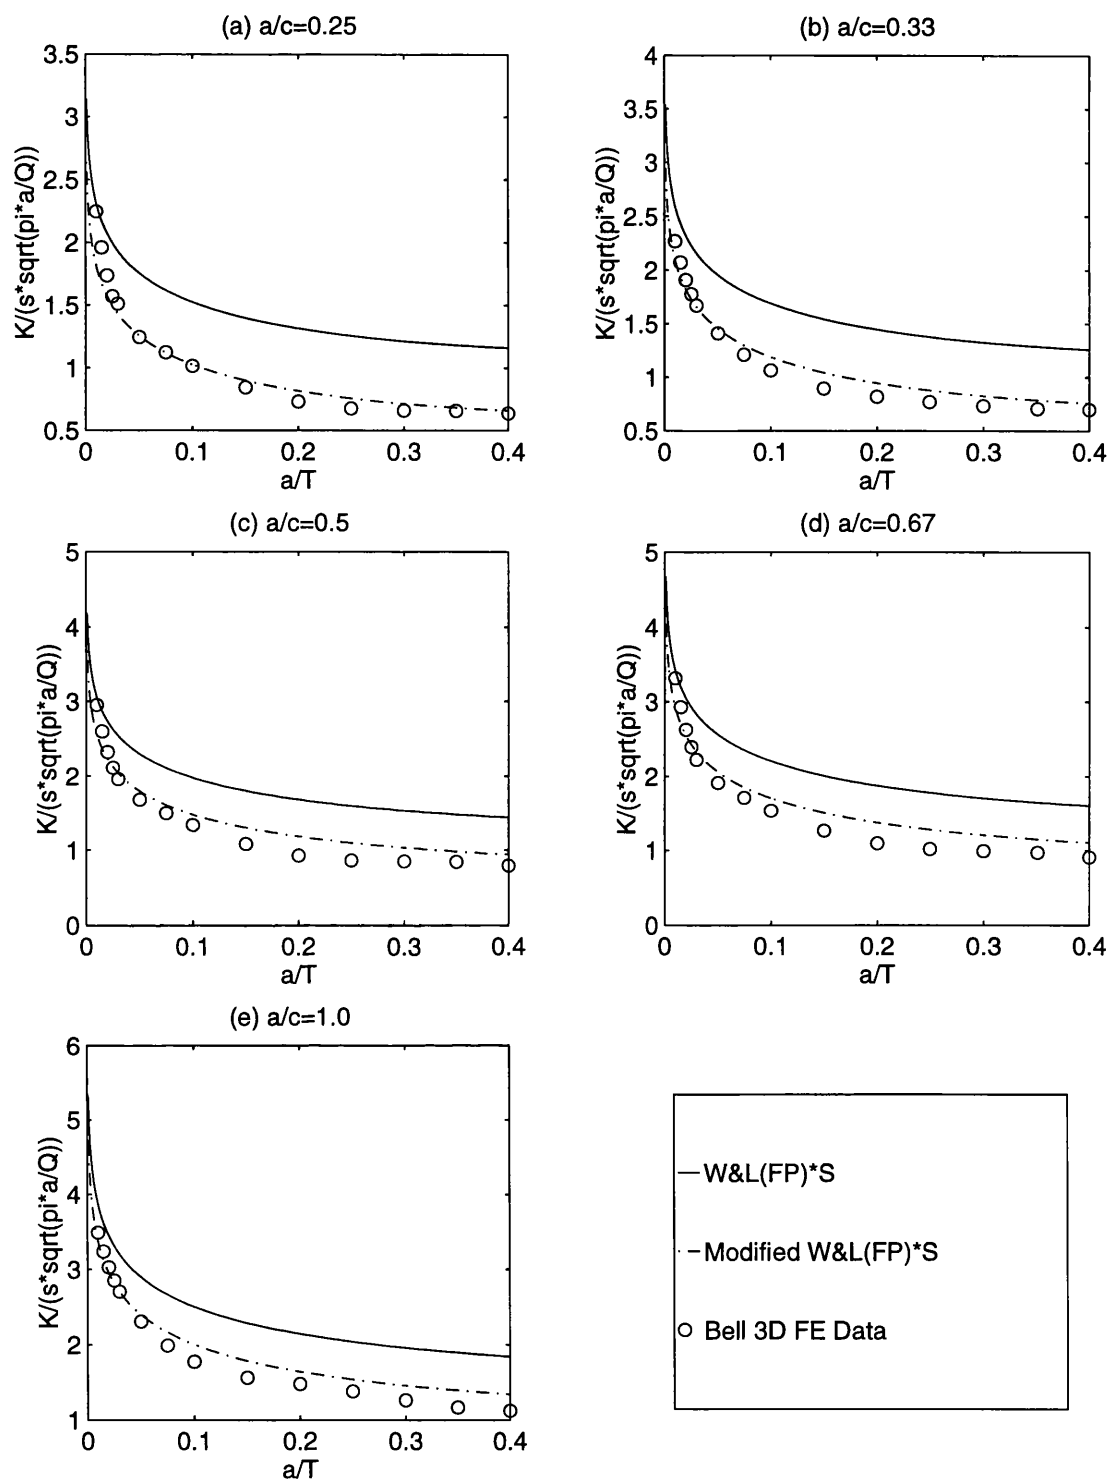 (a) a/c=0.25
3.5
3
2.5
2
1.5
1
0.5
K/(s*sqrt(pi*a/Q))
0 0.1 0.2 0.3 0.4
a/T
(b) a/c=0.33
4
3.5
3
2.5
2
1.5
1
0.5
K/(s*sqrt(pi*a/Q))
0 0.1 0.2 0.3 0.4
a/T
(c) a/c=0.5
5
4
3
2
1
0
K/(s*sqrt(pi*a/Q))
0 0.1 0.2 0.3 0.4
a/T
(d) a/c=0.67
5
4
3
2
1
0
K/(s*sqrt(pi*a/Q))
0 0.1 0.2 0.3 0.4
a/T
(e) a/c=1.0
6
5
4
3
2
1
K/(s*sqrt(pi*a/Q))
0 0.1 0.2 0.3 0.4
a/T
W&L(FP)*S
Modified W&L(FP)*S
Bell 3D FE Data